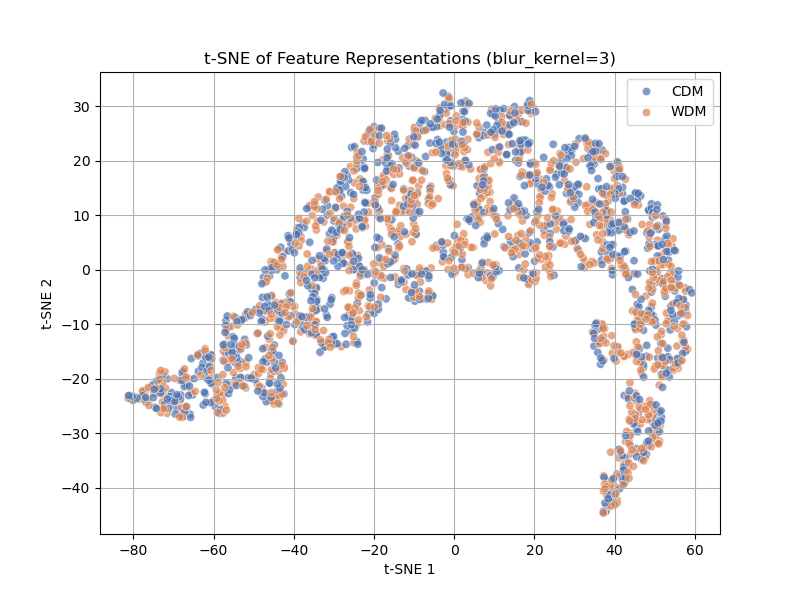 t-SNE of Feature Representations (blur_kernel=3)
CDM
WDM
30
20
10
0
−10
−20
−30
−40
t-SNE 2
−80 −60 −40 −20 0 20 40 60
t-SNE 1